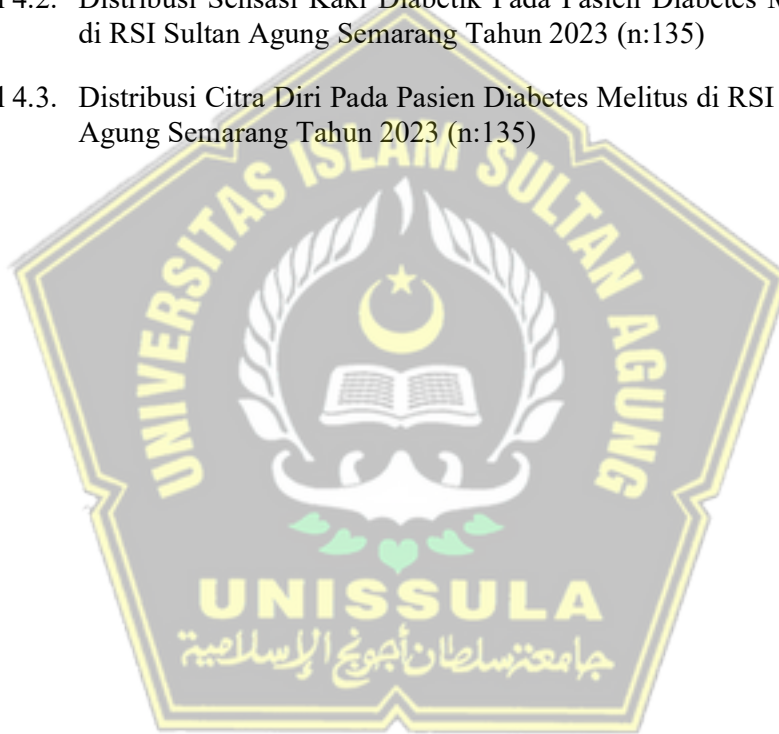 l 4.2. Distribusi Sensasi Kaki Diabetik Pada Pasien Diabetes M
di RSI Sultan Agung Semarang Tahun 2023 (n:135)
l 4.3. Distribusi Citra Diri Pada Pasien Diabetes Melitus di RSI
Agung Semarang Tahun 2023 (n:135)
UNIVERSITAS ISLAM SULTAN AGUNG
UNISSULA
جامعة سلطان أجونج الإسلامية